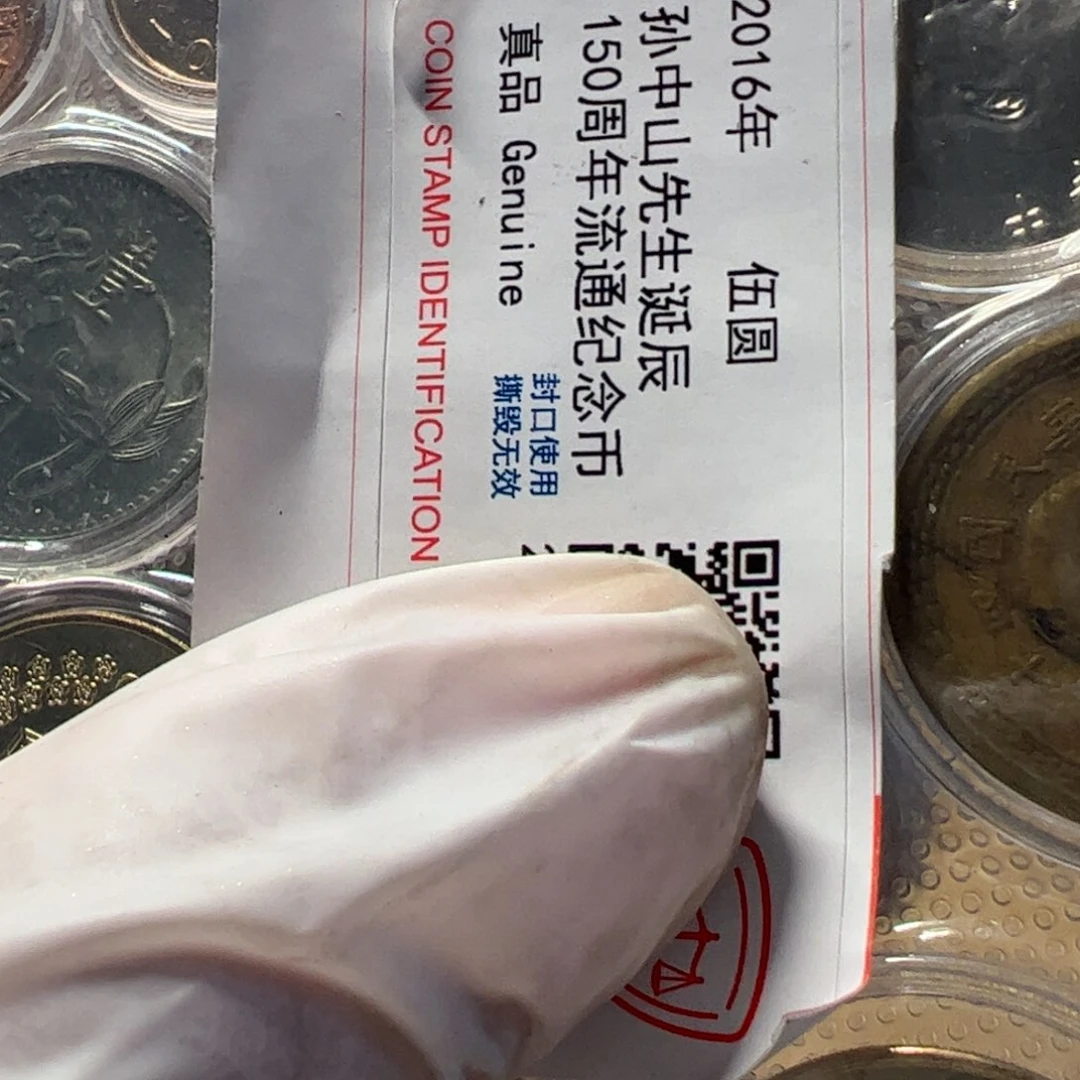 2016年 伍圆
孙中山先生诞辰
150周年流通纪念币
真品 Genuine
封口使用
撕毁无效
COIN STAMP IDENTIFICATION